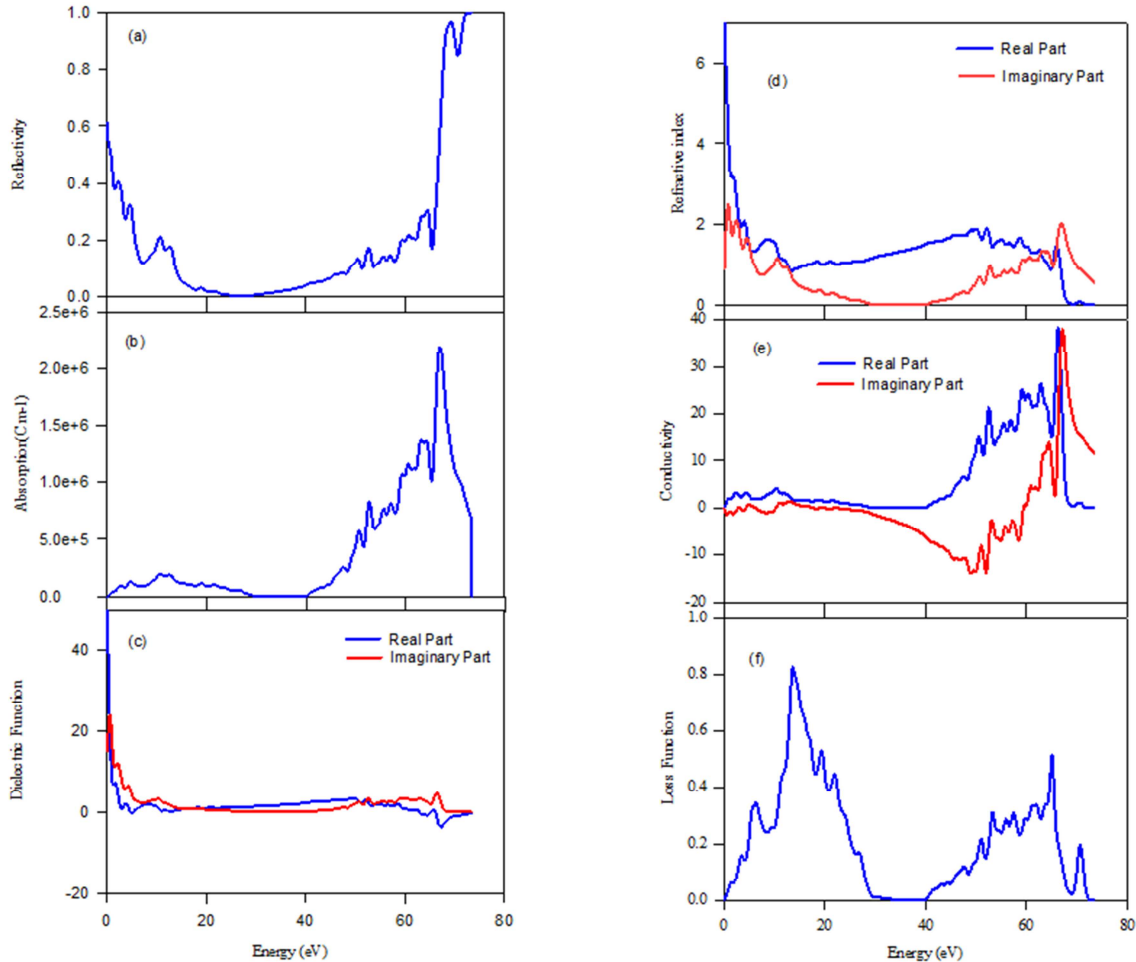 (a)
1.0
0.8
0.6
0.4
0.2
0.0
Reflectivity
(b)
2.5e+6
2.0e+6
1.5e+6
1.0e+6
5.0e+5
0.0
Absorption(Cm-1)
(c)
Real Part
Imaginary Part
40
20
0
-20
Dielectric Function
0 20 40 60 80
Energy (eV)
(d)
Real Part
Imaginary Part
6
4
2
0
Refractive index
(e)
Real Part
Imaginary Part
40
30
20
10
0
-10
-20
Conductivity
(f)
1.0
0.8
0.6
0.4
0.2
0.0
Loss Function
0 20 40 60 80
Energy (eV)